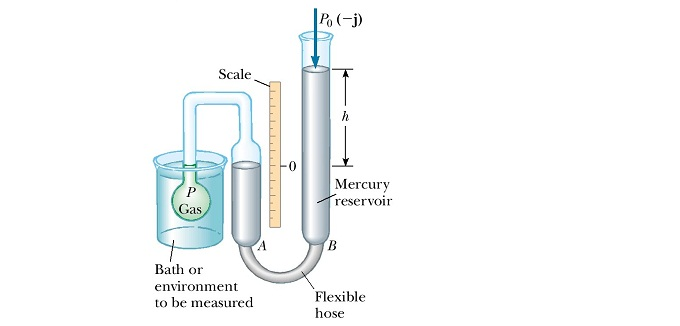 P0 (−j)
Scale
h
0
P
Gas
Mercury
reservoir
A
B
Bath or
environment
to be measured
Flexible
hose